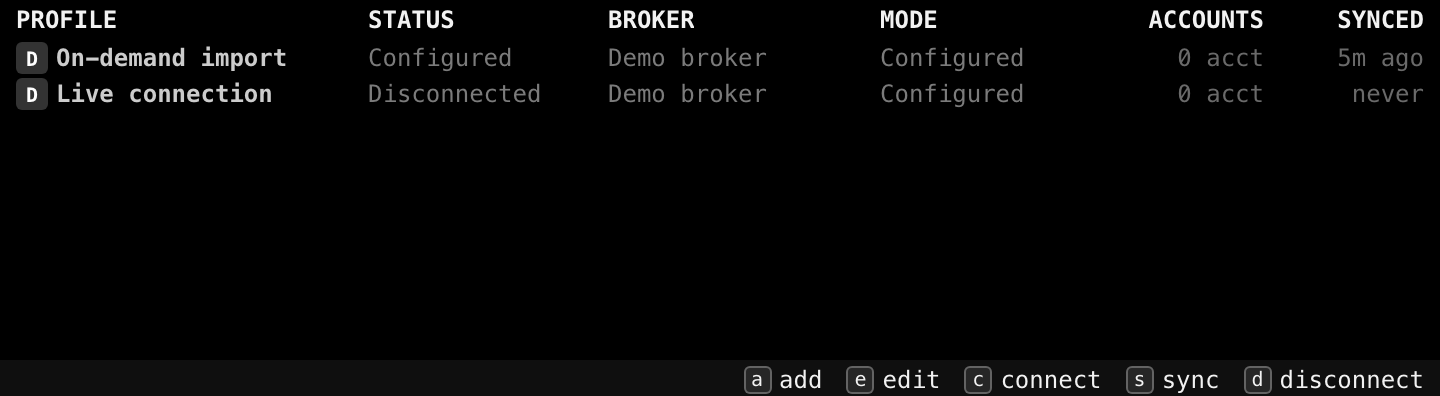 PROFILE STATUS BROKER MODE ACCOUNTS SYNCED
D On-demand import Configured Demo broker Configured 0 acct 5m ago
D Live connection Disconnected Demo broker Configured 0 acct never
a add e edit c connect s sync d disconnect